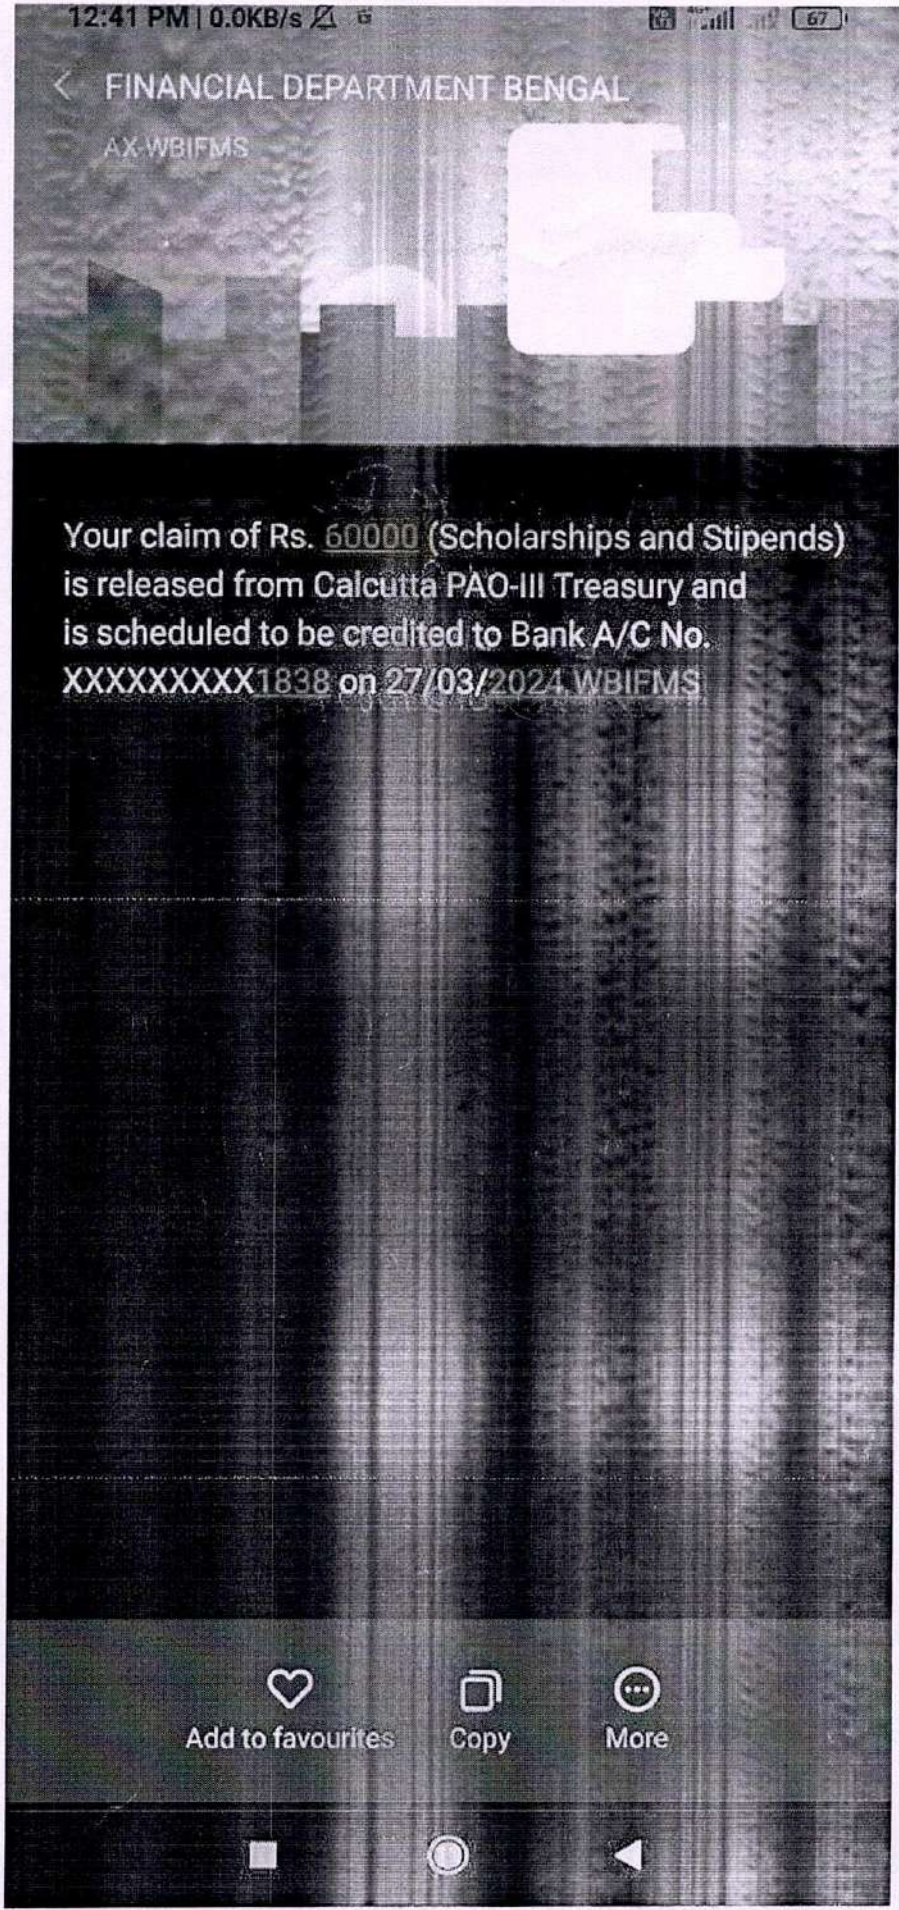 12:41 PM | 0.0KB/s
67
FINANCIAL DEPARTMENT BENGAL
AX-WBIFMS
Your claim of Rs. 60000 (Scholarships and Stipends)
is released from Calcutta PAO-III Treasury and
is scheduled to be credited to Bank A/C No.
XXXXXXXXX1838 on 27/03/2024.WBIFMS
Add to favourites
Copy
More